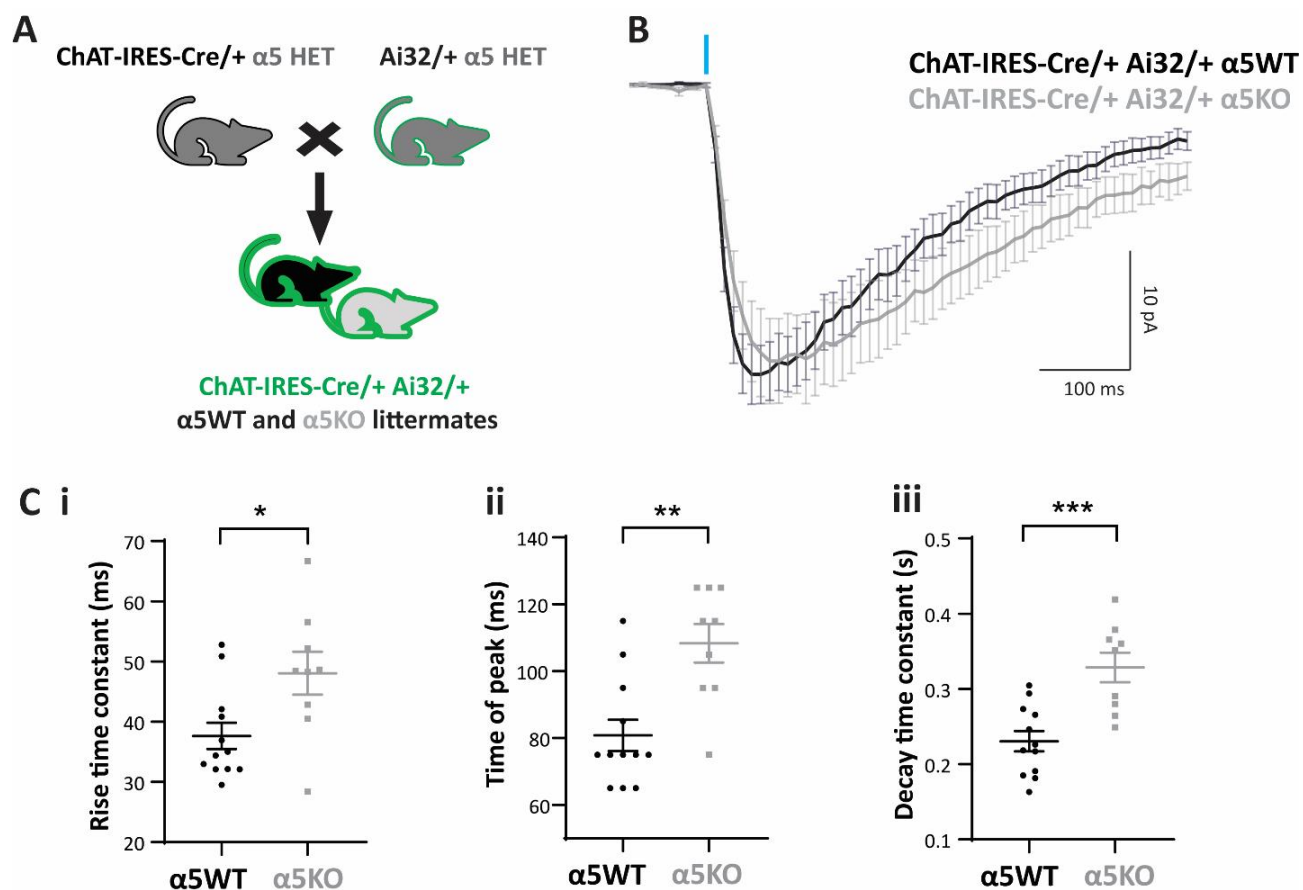 A
ChAT-IRES-Cre/+ α5 HET
Ai32/+ α5 HET
ChAT-IRES-Cre/+ Ai32/+
α5WT and α5KO littermates
B
ChAT-IRES-Cre/+ Ai32/+ α5WT
ChAT-IRES-Cre/+ Ai32/+ α5KO
10 pA
100 ms
C i
*
Rise time constant (ms)
70
60
50
40
30
20
α5WT α5KO
ii
**
Time of peak (ms)
140
120
100
80
60
α5WT α5KO
iii
***
Decay time constant (s)
0.5
0.4
0.3
0.2
0.1
α5WT α5KO